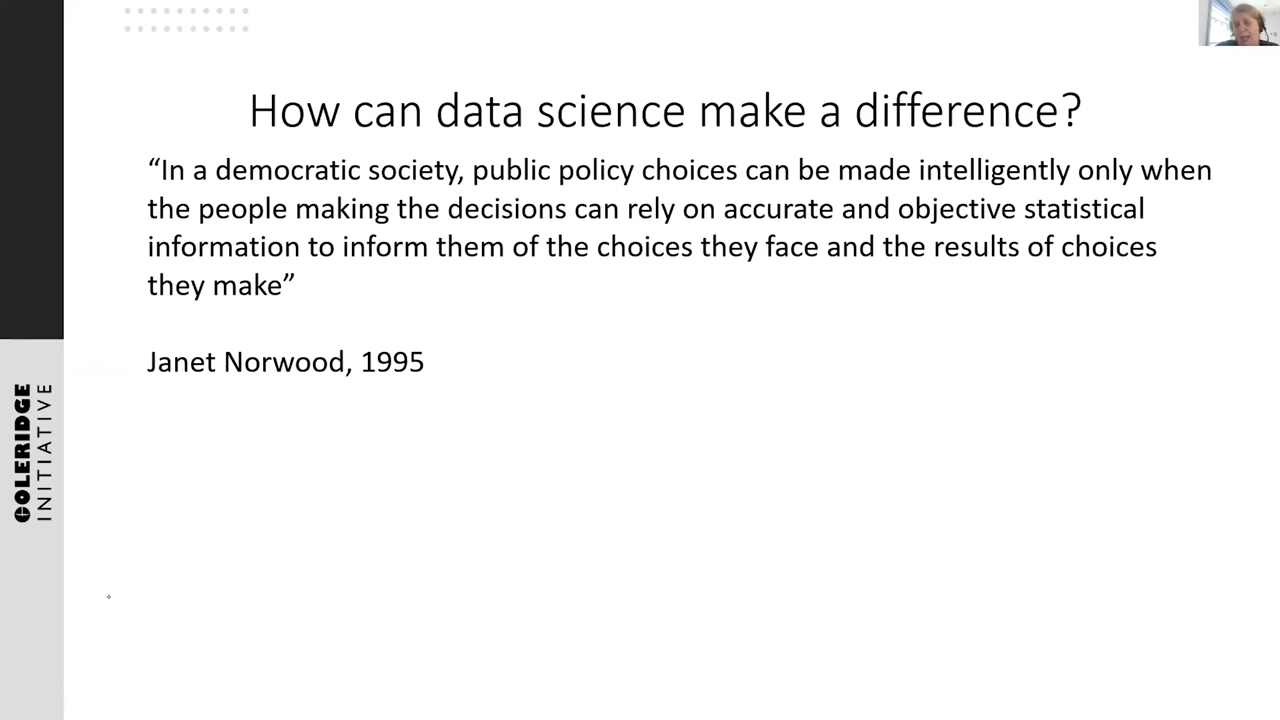 How can data science make a difference?
“In a democratic society, public policy choices can be made intelligently only when
the people making the decisions can rely on accurate and objective statistical
information to inform them of the choices they face and the results of choices
they make”
Janet Norwood, 1995
COLERIDGE
INITIATIVE